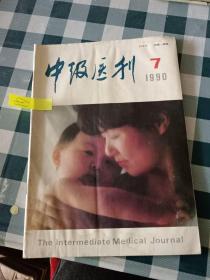 中级医刊
7
1990
The Intermediate Medical Journal